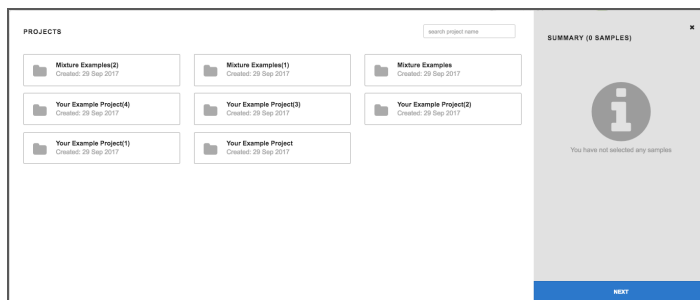 PROJECTS
search project name
Mixture Examples(2)
Created: 29 Sep 2017
Mixture Examples(1)
Created: 29 Sep 2017
Mixture Examples
Created: 29 Sep 2017
Your Example Project(4)
Created: 29 Sep 2017
Your Example Project(3)
Created: 29 Sep 2017
Your Example Project(2)
Created: 29 Sep 2017
Your Example Project(1)
Created: 29 Sep 2017
Your Example Project
Created: 29 Sep 2017
SUMMARY (0 SAMPLES)
You have not selected any samples
NEXT